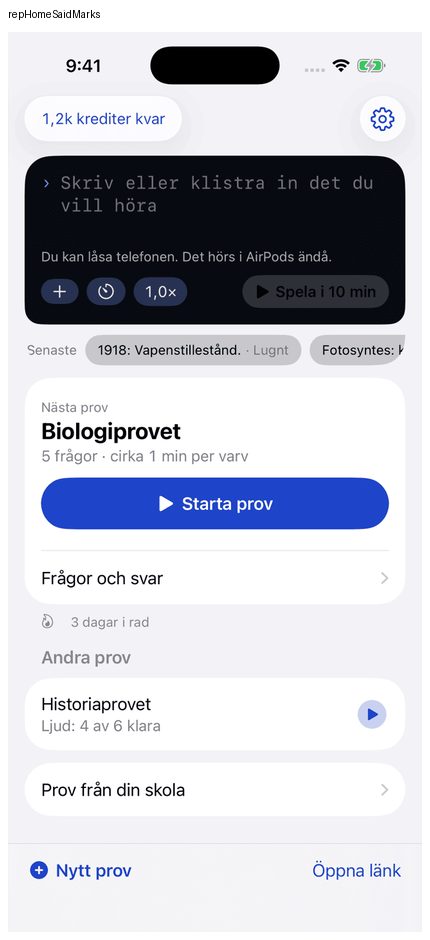 repHomeSaidMarks
9:41
1,2k krediter kvar
› Skriv eller klistra in det du
vill höra
Du kan låsa telefonen. Det hörs i AirPods ändå.
1,0×
Spela i 10 min
Senaste
1918: Vapenstillestånd. · Lugnt
Fotosyntes:
Nästa prov
Biologiprovet
5 frågor · cirka 1 min per varv
Starta prov
Frågor och svar
3 dagar i rad
Andra prov
Historiaprovet
Ljud: 4 av 6 klara
Prov från din skola
Nytt prov
Öppna länk